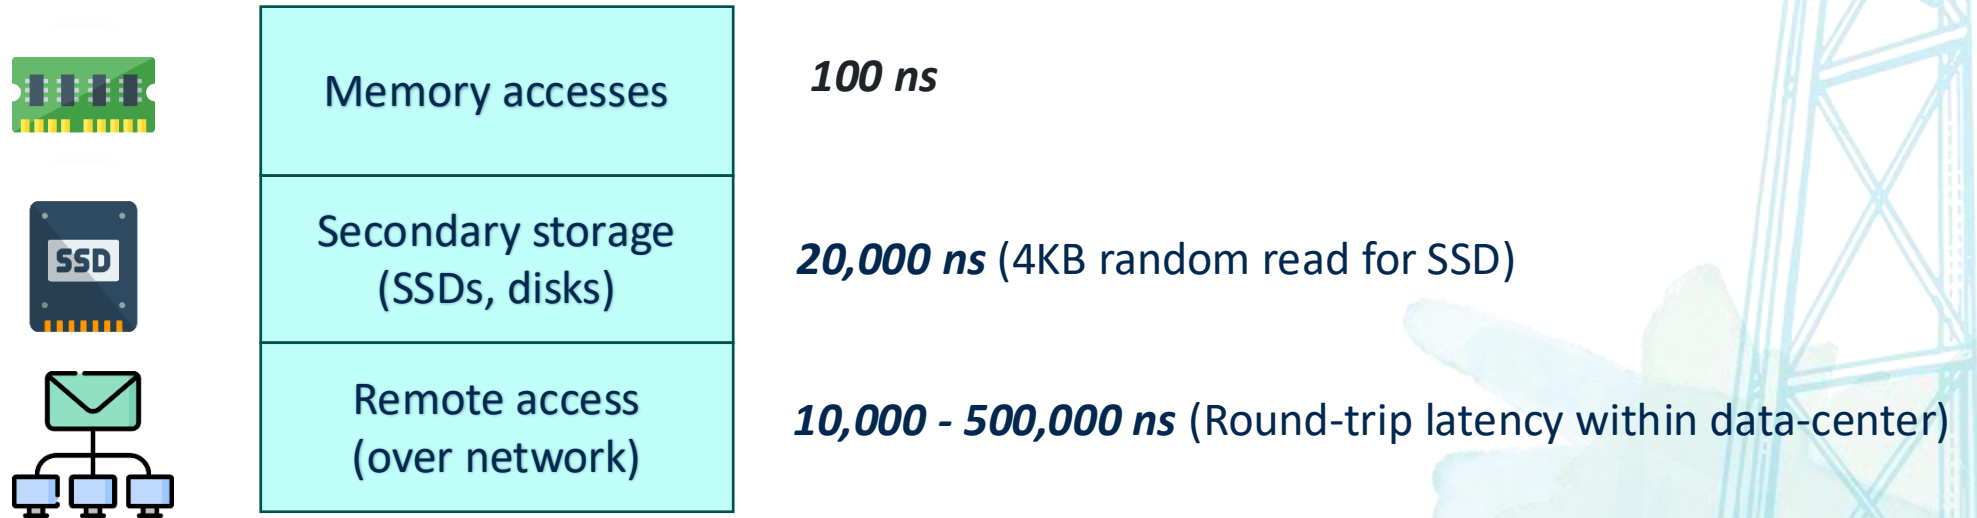 Memory accesses
100 ns
SSD
Secondary storage
(SSDs, disks)
20,000 ns (4KB random read for SSD)
Remote access
(over network)
10,000 - 500,000 ns (Round-trip latency within data-center)